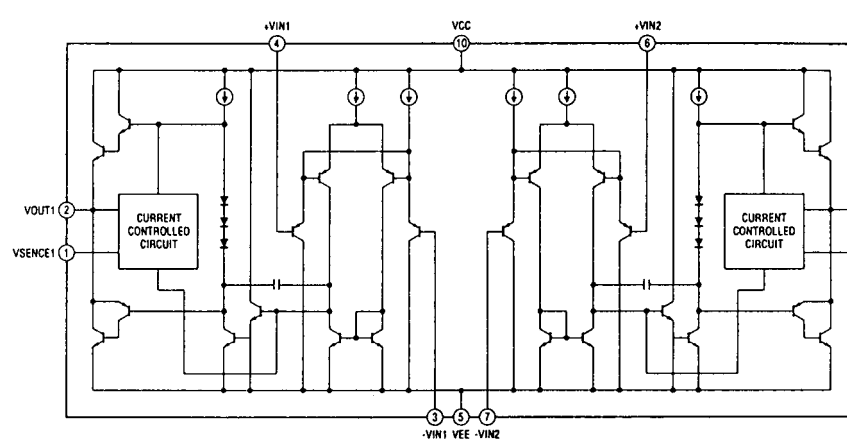 +VIN1 VCC +VIN2
4 10 6
VOUT1 2
CURRENT
CONTROLLED
CIRCUIT
CURRENT
CONTROLLED
CIRCUIT
VSENCE1 1
3 5 7
-VIN1 VEE -VIN2